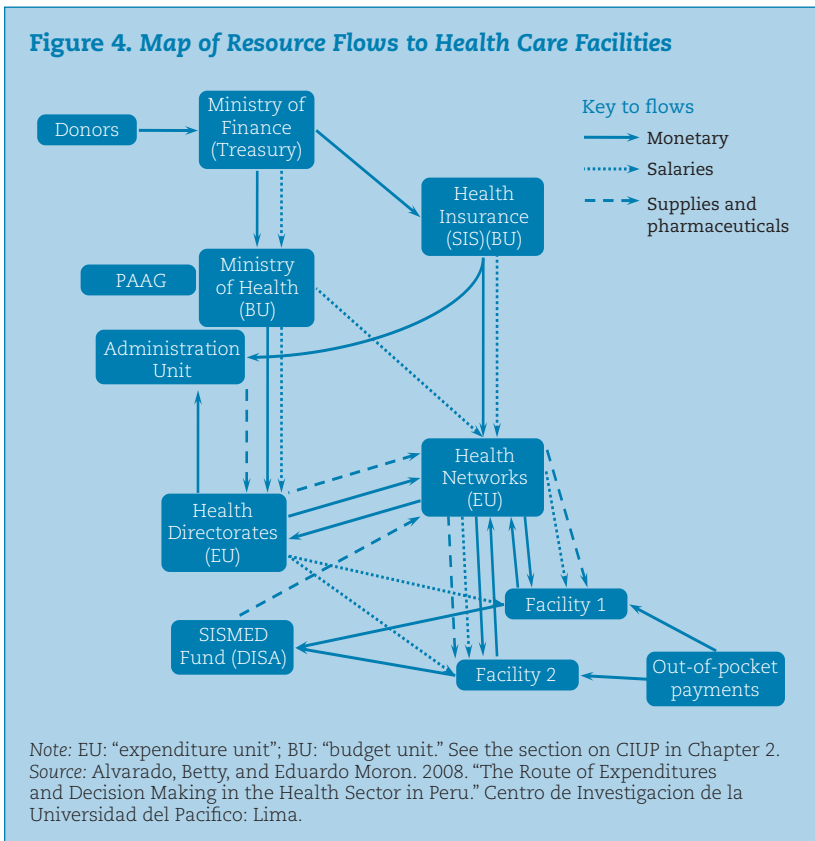 Figure 4. Map of Resource Flows to Health Care Facilities
Donors
Ministry of
Finance
(Treasury)
Key to flows
Monetary
Salaries
Supplies and
pharmaceuticals
Health
Insurance
(SIS)(BU)
PAAG
Ministry
of Health
(BU)
Administration
Unit
Health
Networks
(EU)
Health
Directorates
(EU)
Facility 1
SISMED
Fund (DISA)
Facility 2
Out-of-pocket
payments
Note: EU: “expenditure unit”; BU: “budget unit.” See the section on CIUP in Chapter 2.
Source: Alvarado, Betty, and Eduardo Moron. 2008. “The Route of Expenditures
and Decision Making in the Health Sector in Peru.” Centro de Investigacion de la
Universidad del Pacifico: Lima.